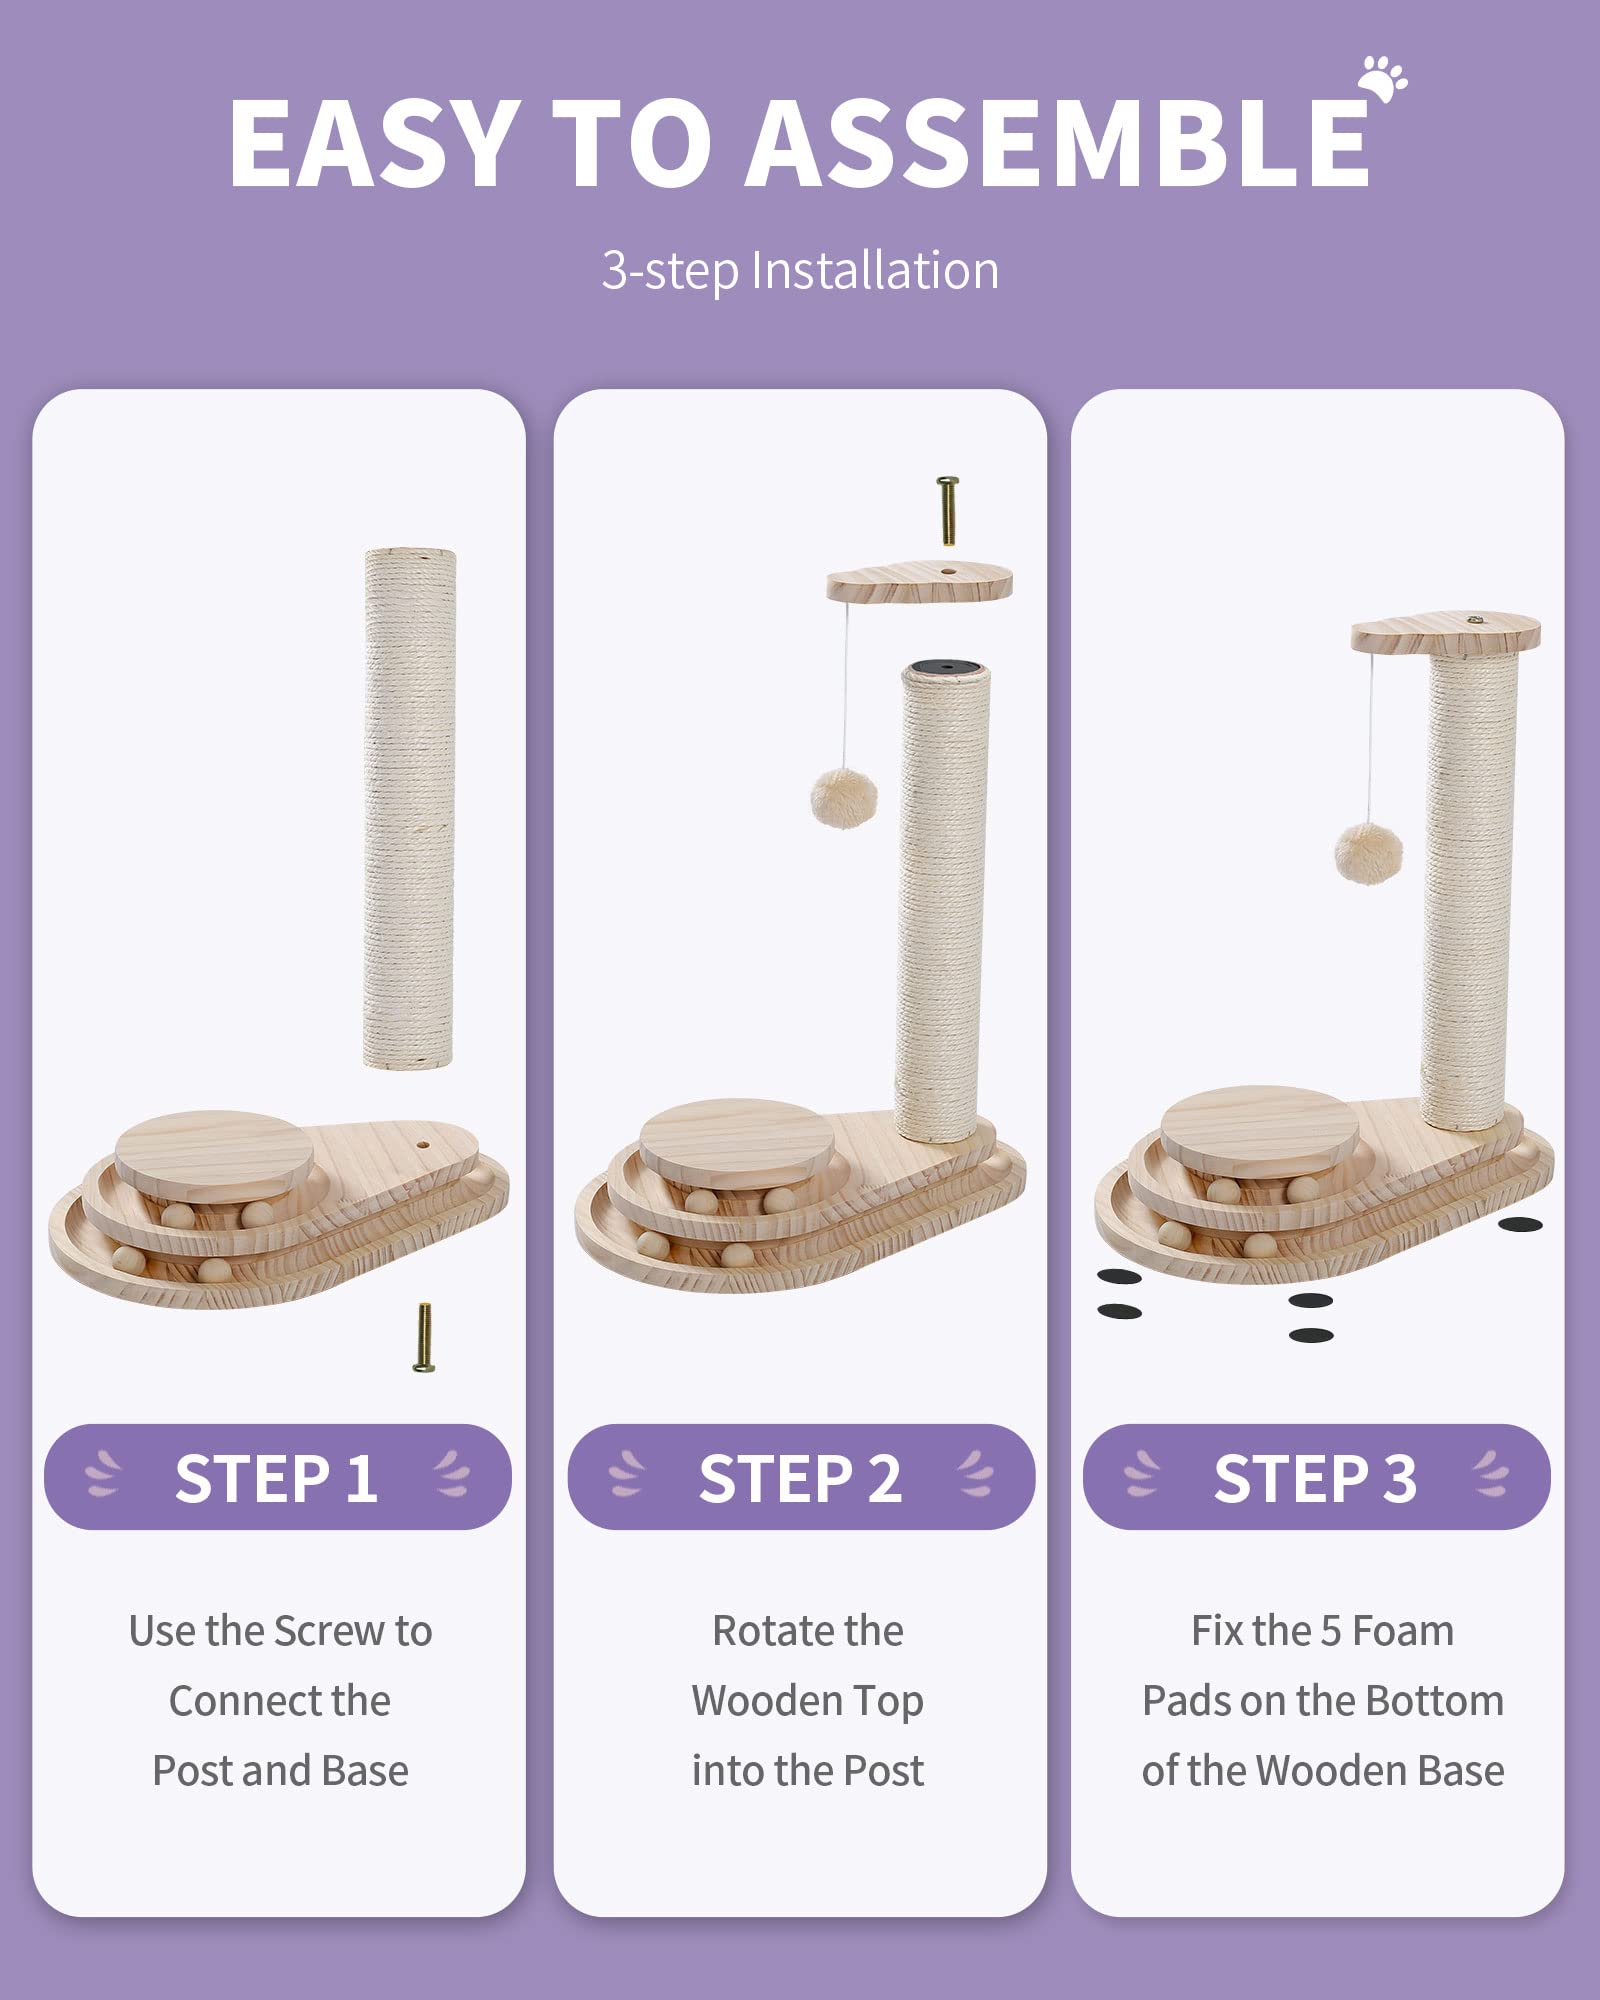 EASY TO ASSEMBLE
3-step Installation
STEP 1
Use the Screw to
Connect the
Post and Base
STEP 2
Rotate the
Wooden Top
into the Post
STEP 3
Fix the 5 Foam
Pads on the Bottom
of the Wooden Base